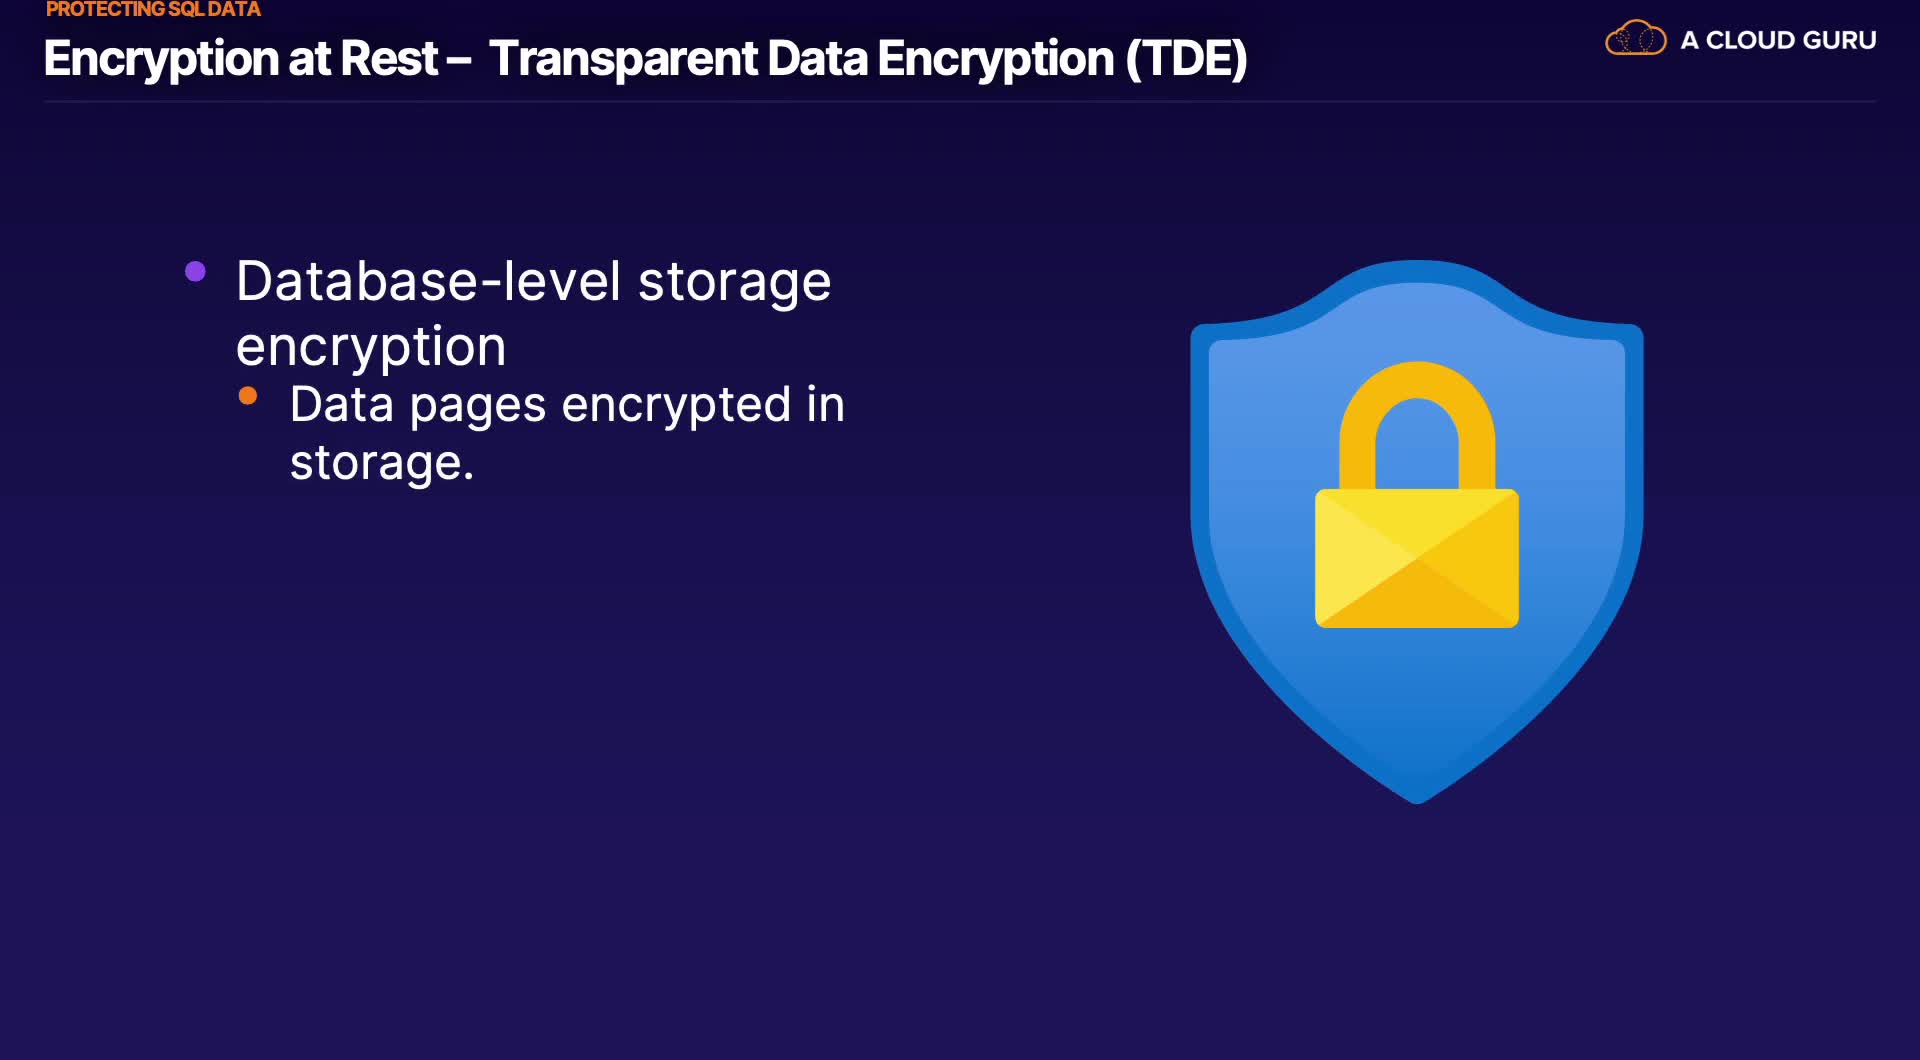 PROTECTING SQL DATA
Encryption at Rest – Transparent Data Encryption (TDE)
A CLOUD GURU
Database-level storage
encryption
Data pages encrypted in
storage.